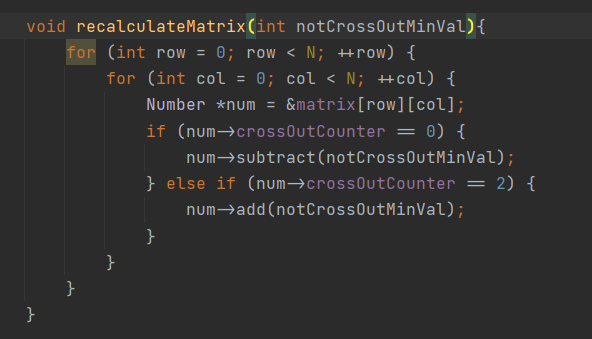 void recalculateMatrix(int notCrossOutMinVal){
    for (int row = 0; row < N; ++row) {
        for (int col = 0; col < N; ++col) {
            Number *num = &matrix[row][col];
            if (num->crossOutCounter == 0) {
                num->subtract(notCrossOutMinVal);
            } else if (num->crossOutCounter == 2) {
                num->add(notCrossOutMinVal);
            }
        }
    }
}